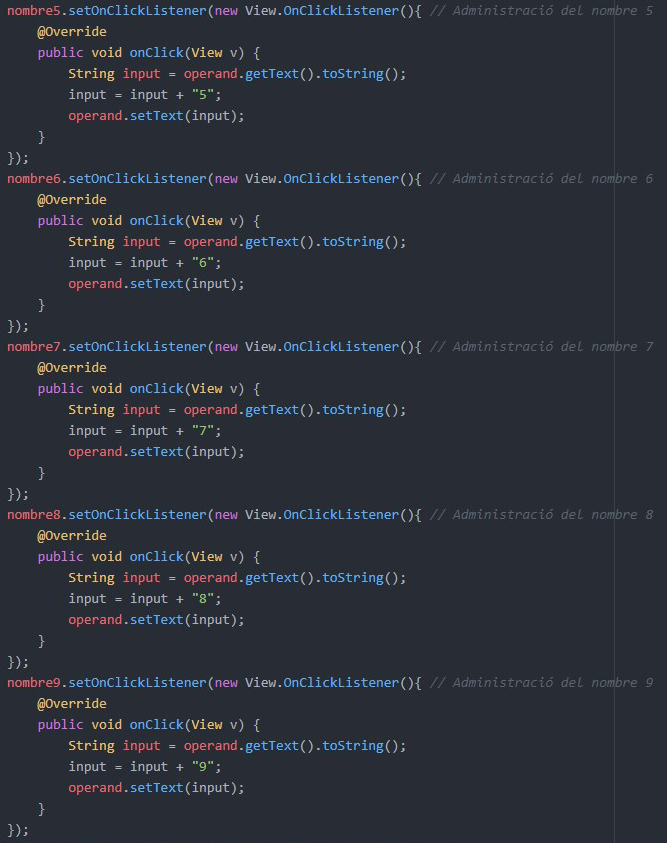 nombre5.setOnClickListener(new View.OnClickListener(){ // Administració del nombre 5
    @Override
    public void onClick(View v) {
        String input = operand.getText().toString();
        input = input + "5";
        operand.setText(input);
    }
});
nombre6.setOnClickListener(new View.OnClickListener(){ // Administració del nombre 6
    @Override
    public void onClick(View v) {
        String input = operand.getText().toString();
        input = input + "6";
        operand.setText(input);
    }
});
nombre7.setOnClickListener(new View.OnClickListener(){ // Administració del nombre 7
    @Override
    public void onClick(View v) {
        String input = operand.getText().toString();
        input = input + "7";
        operand.setText(input);
    }
});
nombre8.setOnClickListener(new View.OnClickListener(){ // Administració del nombre 8
    @Override
    public void onClick(View v) {
        String input = operand.getText().toString();
        input = input + "8";
        operand.setText(input);
    }
});
nombre9.setOnClickListener(new View.OnClickListener(){ // Administració del nombre 9
    @Override
    public void onClick(View v) {
        String input = operand.getText().toString();
        input = input + "9";
        operand.setText(input);
    }
});